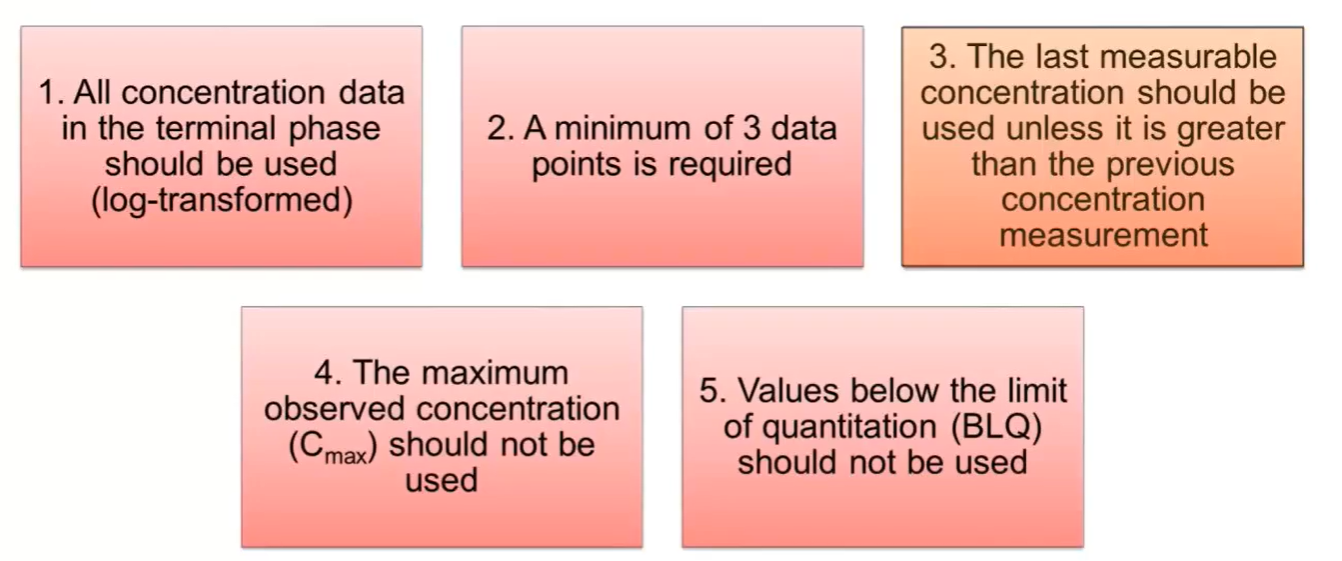 1. All concentration data
in the terminal phase
should be used
(log-transformed)
2. A minimum of 3 data
points is required
3. The last measurable
concentration should be
used unless it is greater
than the previous
concentration
measurement
4. The maximum
observed concentration
(Cmax) should not be
used
5. Values below the limit
of quantitation (BLQ)
should not be used